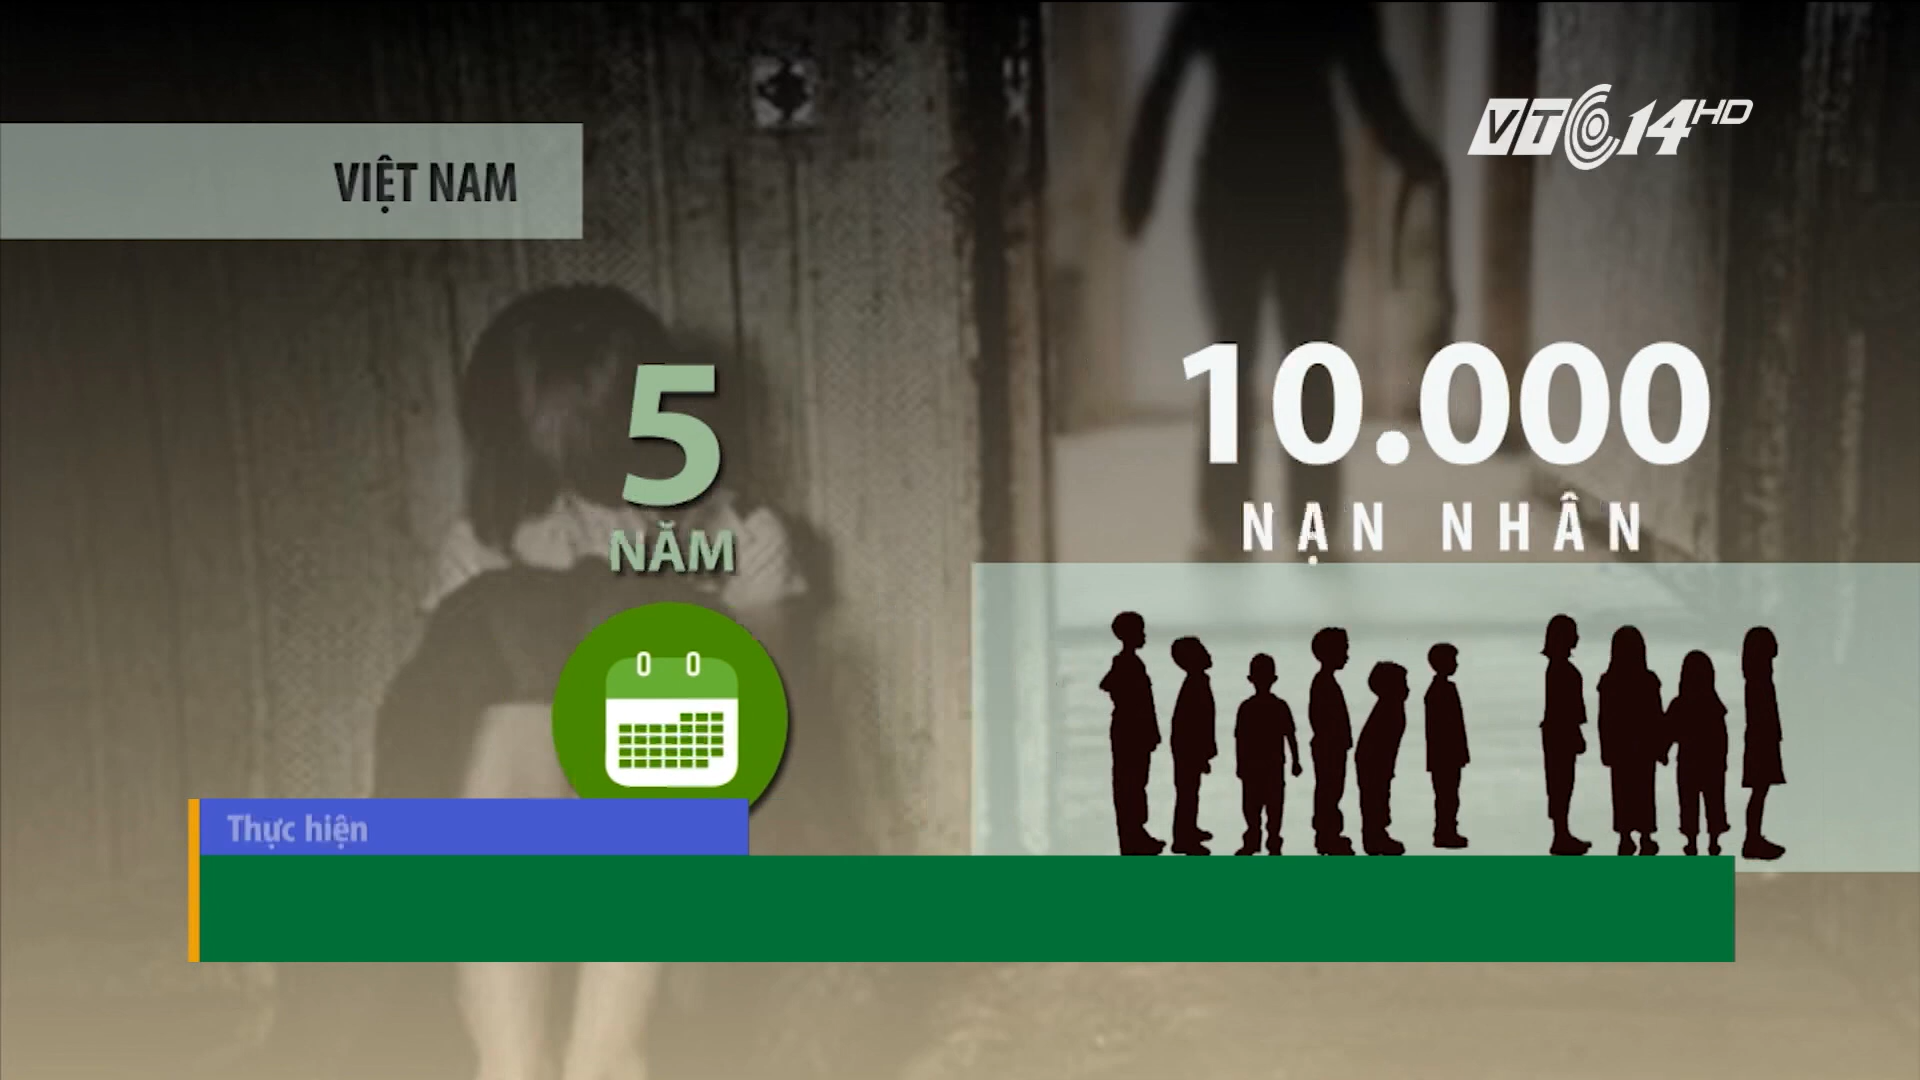 VTC14HD
VIỆT NAM
5
NĂM
10.000
NẠN NHÂN
Thực hiện